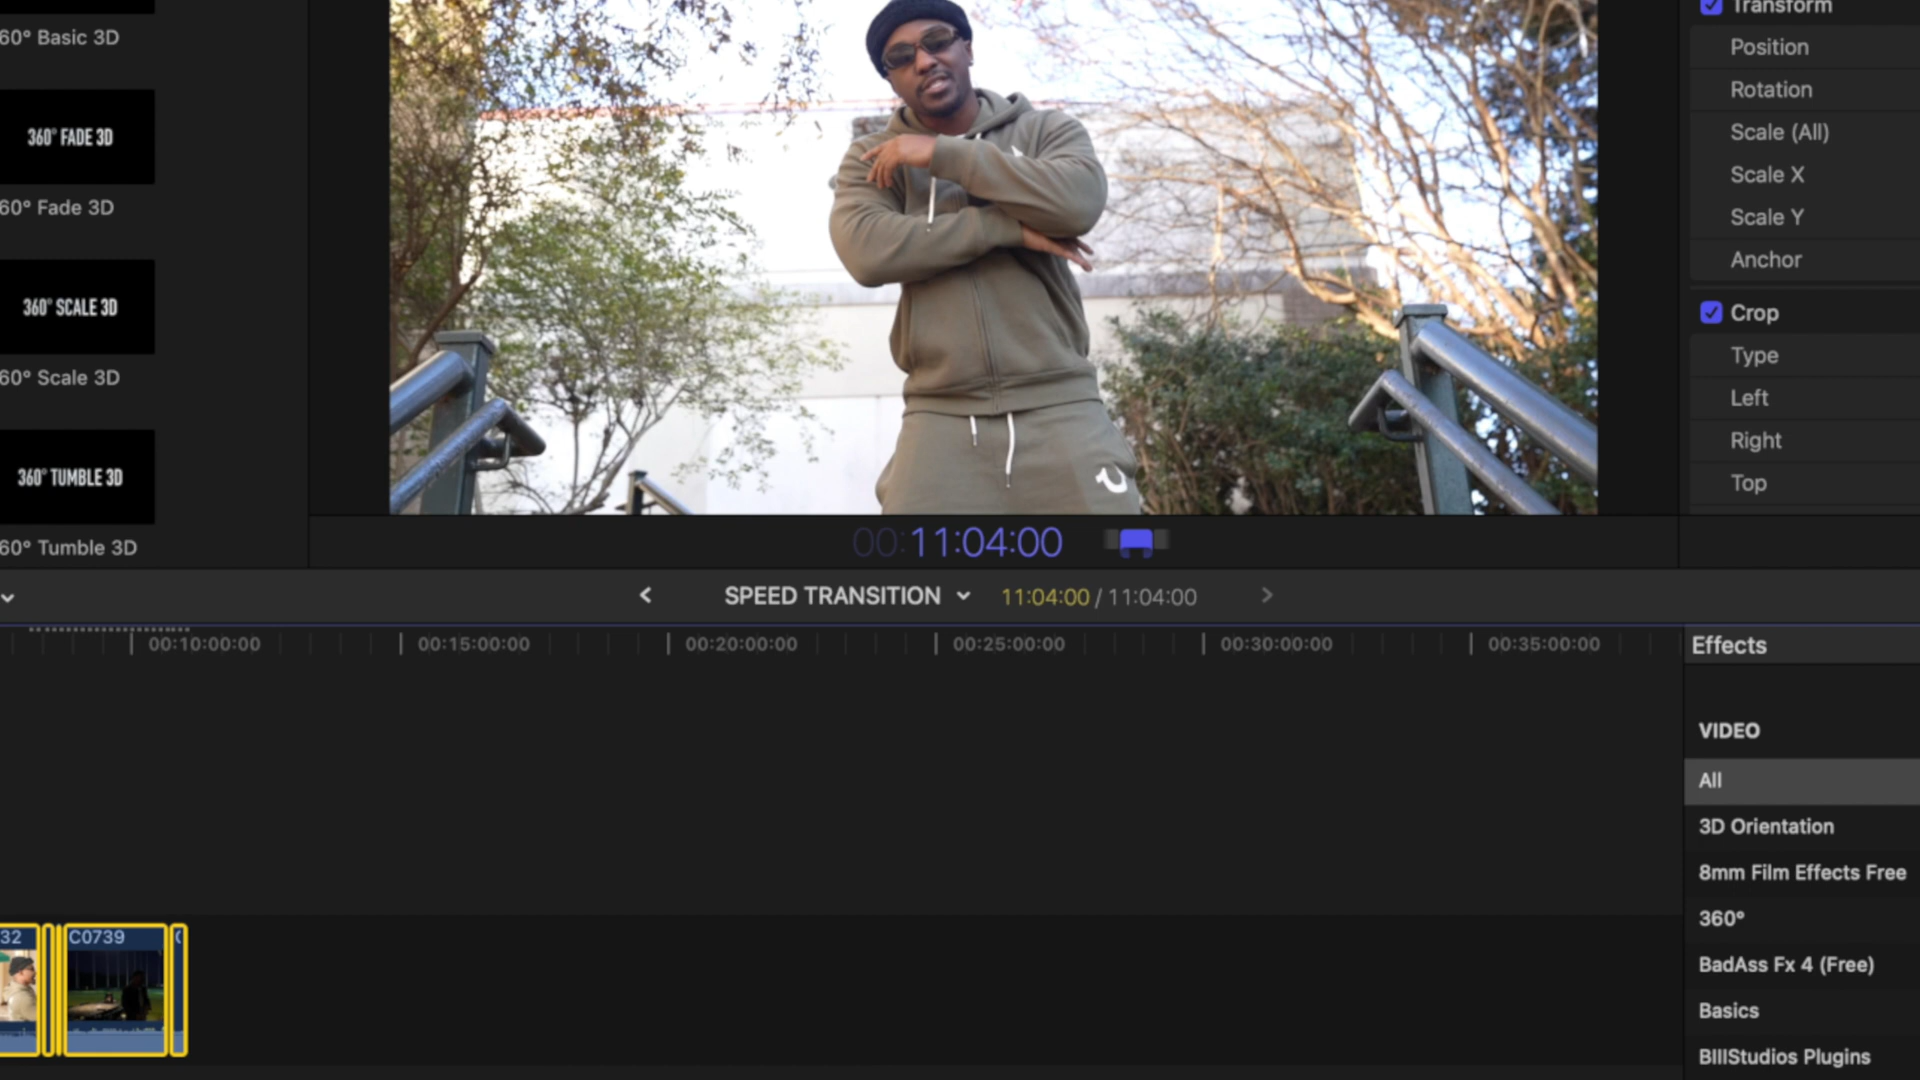 60° Basic 3D
360° FADE 3D
60° Fade 3D
360° SCALE 3D
60° Scale 3D
360° TUMBLE 3D
60° Tumble 3D
Transform
Position
Rotation
Scale (All)
Scale X
Scale Y
Anchor
Crop
Type
Left
Right
Top
00:11:04:00
SPEED TRANSITION
11:04:00 / 11:04:00
00:10:00:00
00:15:00:00
00:20:00:00
00:25:00:00
00:30:00:00
00:35:00:00
Effects
VIDEO
All
3D Orientation
8mm Film Effects Free
360°
BadAss Fx 4 (Free)
Basics
BIIIStudios Plugins
32
C0739